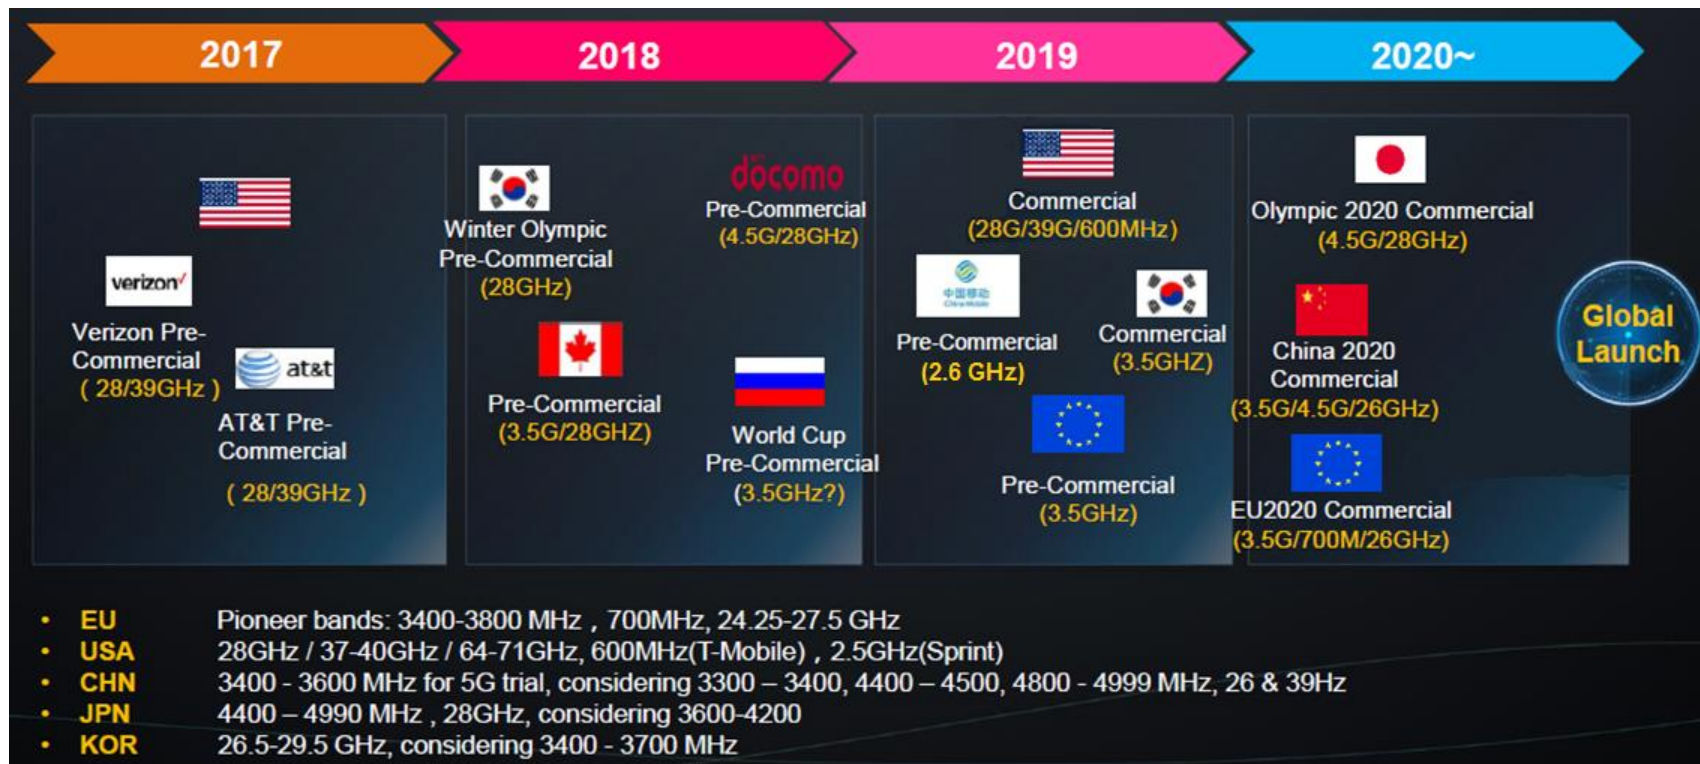 2017
2018
2019
2020~
verizon
Verizon Pre-
Commercial
( 28/39GHz )
at&t
AT&T Pre-
Commercial
( 28/39GHz )
Winter Olympic
Pre-Commercial
(28GHz)
döcomo
Pre-Commercial
(4.5G/28GHz)
Pre-Commercial
(3.5G/28GHZ)
World Cup
Pre-Commercial
(3.5GHz?)
Commercial
(28G/39G/600MHz)
中国移动
China Mobile
Pre-Commercial
(2.6 GHz)
Commercial
(3.5GHZ)
Pre-Commercial
(3.5GHz)
Olympic 2020 Commercial
(4.5G/28GHz)
China 2020
Commercial
(3.5G/4.5G/26GHz)
EU2020 Commercial
(3.5G/700M/26GHz)
Global
Launch
• EU Pioneer bands: 3400-3800 MHz , 700MHz, 24.25-27.5 GHz
• USA 28GHz / 37-40GHz / 64-71GHz, 600MHz(T-Mobile) , 2.5GHz(Sprint)
• CHN 3400 - 3600 MHz for 5G trial, considering 3300 – 3400, 4400 – 4500, 4800 - 4999 MHz, 26 & 39Hz
• JPN 4400 – 4990 MHz , 28GHz, considering 3600-4200
• KOR 26.5-29.5 GHz, considering 3400 - 3700 MHz